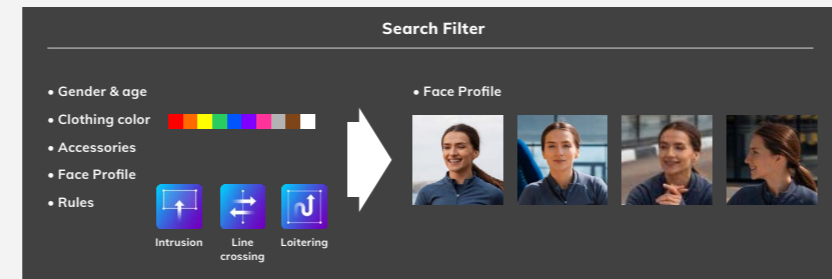 Search Filter
• Gender & age
• Clothing color
• Accessories
• Face Profile
• Rules
Intrusion
Line
crossing
Loitering
• Face Profile